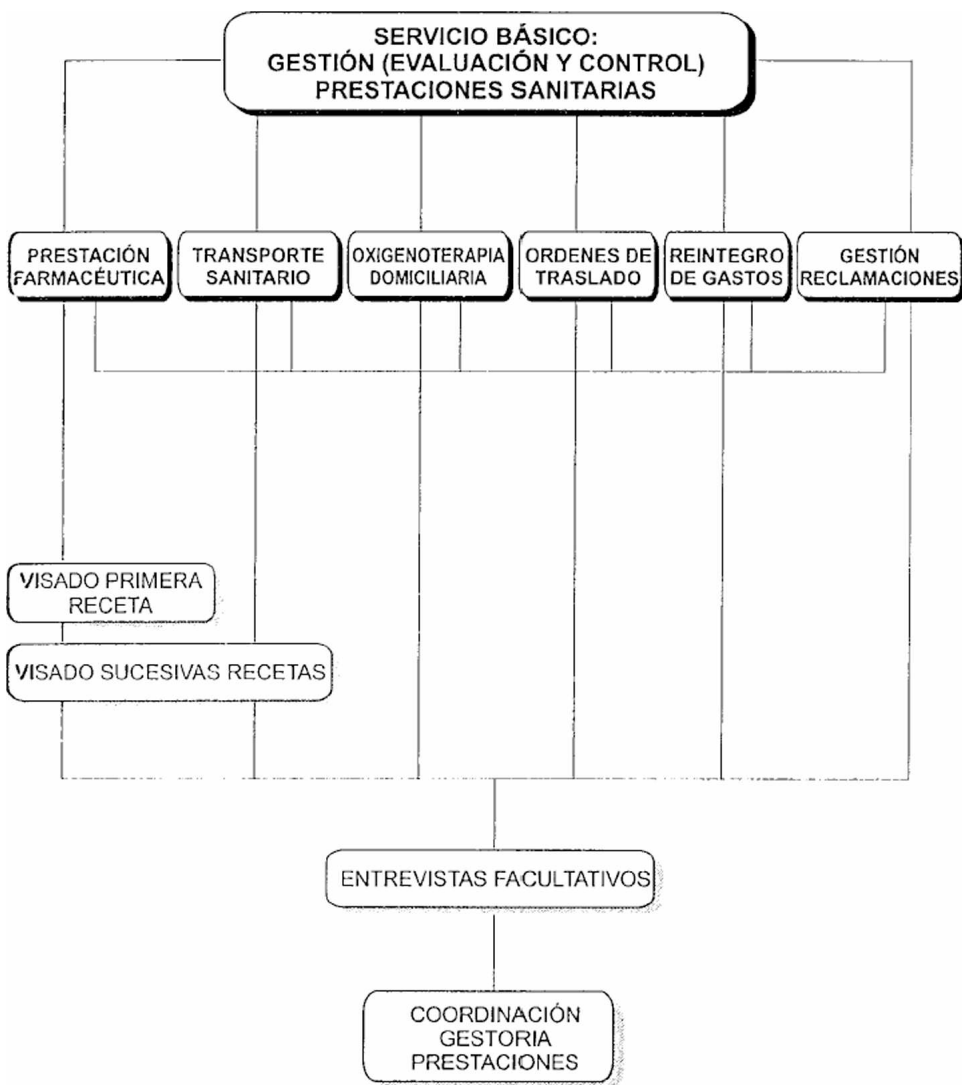 SERVICIO BÁSICO:
GESTIÓN (EVALUACIÓN Y CONTROL)
PRESTACIONES SANITARIAS
PRESTACIÓN
FARMACÉUTICA
TRANSPORTE
SANITARIO
OXIGENOTERAPIA
DOMICILIARIA
ORDENES DE
TRASLADO
REINTEGRO
DE GASTOS
GESTIÓN
RECLAMACIONES
VISADO PRIMERA
RECETA
VISADO SUCESIVAS RECETAS
ENTREVISTAS FACULTATIVOS
COORDINACIÓN
GESTORIA
PRESTACIONES